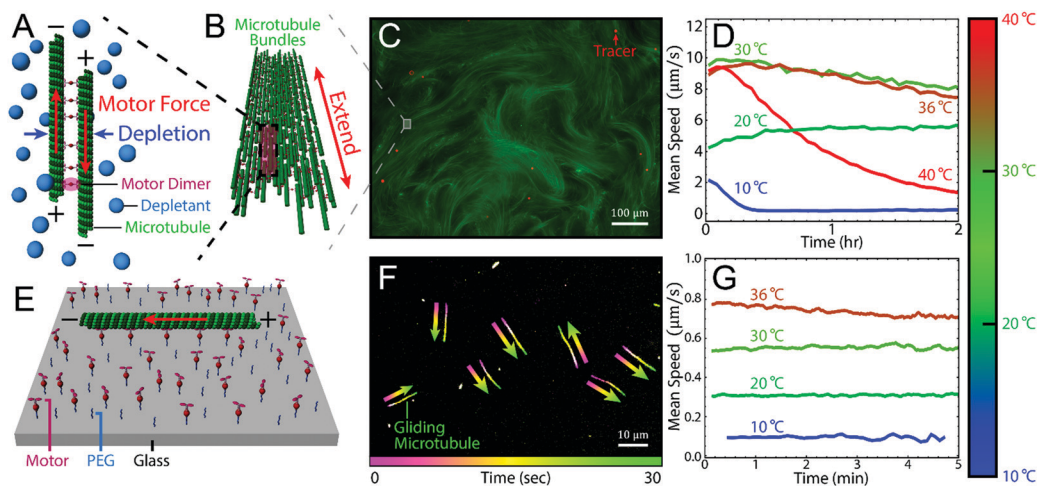 A
−
+
Motor Force
Depletion
Motor Dimer
Depletant
Microtubule
+
−
B
Microtubule
Bundles
Extend
C
Tracer
100 µm
D
Mean Speed (µm/s)
12
10
8
6
4
2
0
30 °C
36 °C
20 °C
40 °C
10 °C
0
1
2
Time (hr)
40 °C
30 °C
20 °C
10 °C
E
−
+
Motor
PEG
Glass
F
Gliding
Microtubule
10 µm
0
Time (sec)
30
G
Mean Speed (µm/s)
1.0
0.8
0.6
0.4
0.2
0.0
36 °C
30 °C
20 °C
10 °C
0
1
2
3
4
5
Time (min)